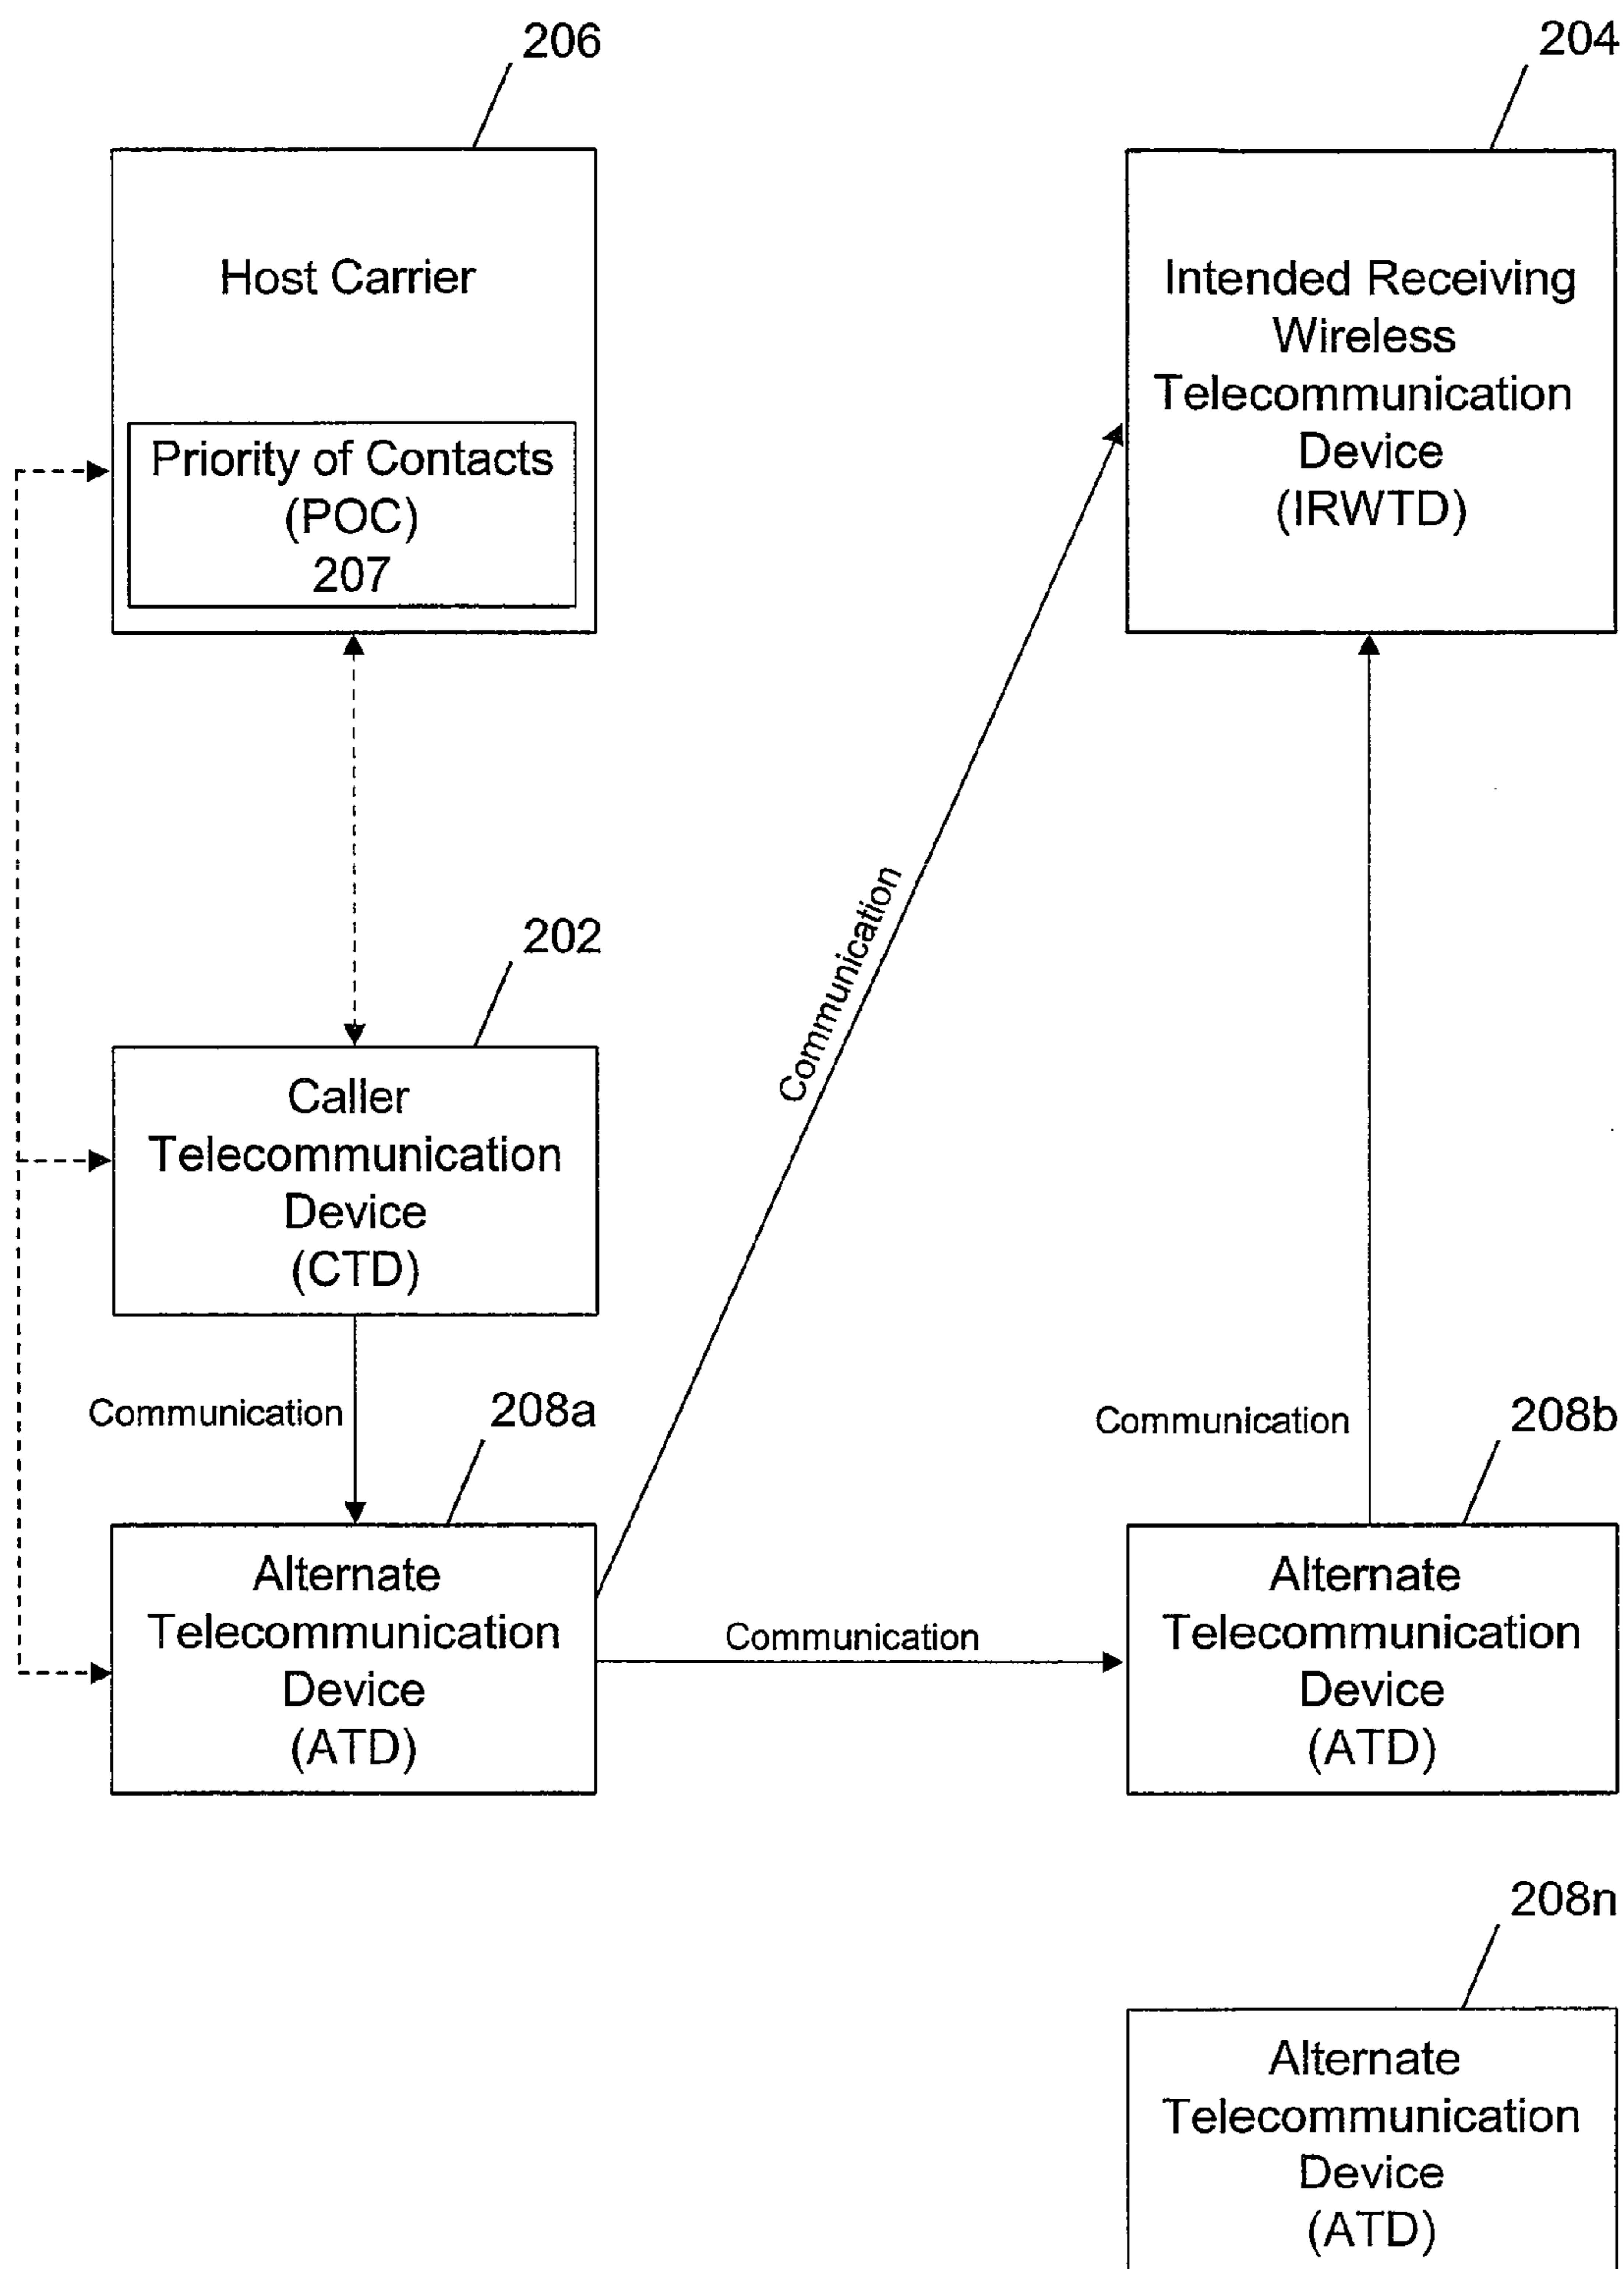 206
204
Host Carrier
Priority of Contacts
(POC)
207
Intended Receiving
Wireless
Telecommunication
Device
(IRWTD)
Communication
202
Caller
Telecommunication
Device
(CTD)
Communication
208a
Communication
208b
Alternate
Telecommunication
Device
(ATD)
Communication
Alternate
Telecommunication
Device
(ATD)
208n
Alternate
Telecommunication
Device
(ATD)